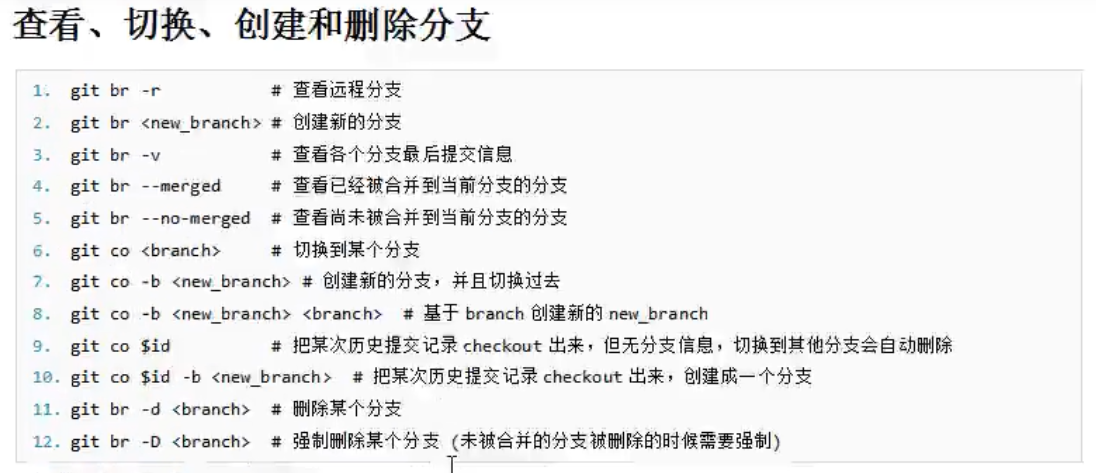 查看、切换、创建和删除分支
1. git br -r # 查看远程分支
2. git br <new_branch> # 创建新的分支
3. git br -v # 查看各个分支最后提交信息
4. git br --merged # 查看已经被合并到当前分支的分支
5. git br --no-merged # 查看尚未被合并到当前分支的分支
6. git co <branch> # 切换到某个分支
7. git co -b <new_branch> # 创建新的分支，并且切换过去
8. git co -b <new_branch> <branch> # 基于 branch 创建新的 new_branch
9. git co $id # 把某次历史提交记录 checkout 出来，但无分支信息，切换到其他分支会自动删除
10. git co $id -b <new_branch> # 把某次历史提交记录 checkout 出来，创建成一个分支
11. git br -d <branch> # 删除某个分支
12. git br -D <branch> # 强制删除某个分支 (未被合并的分支被删除的时候需要强制)